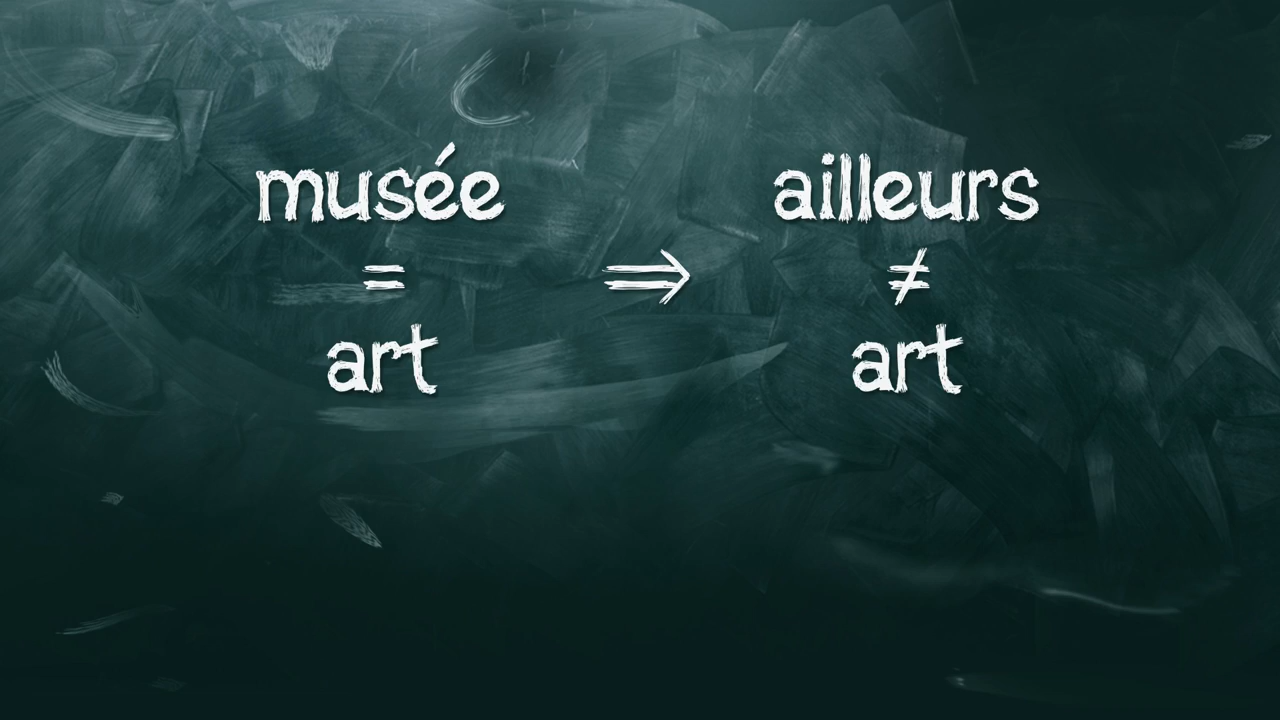 musée ailleurs
= ⇒ ≠
art art